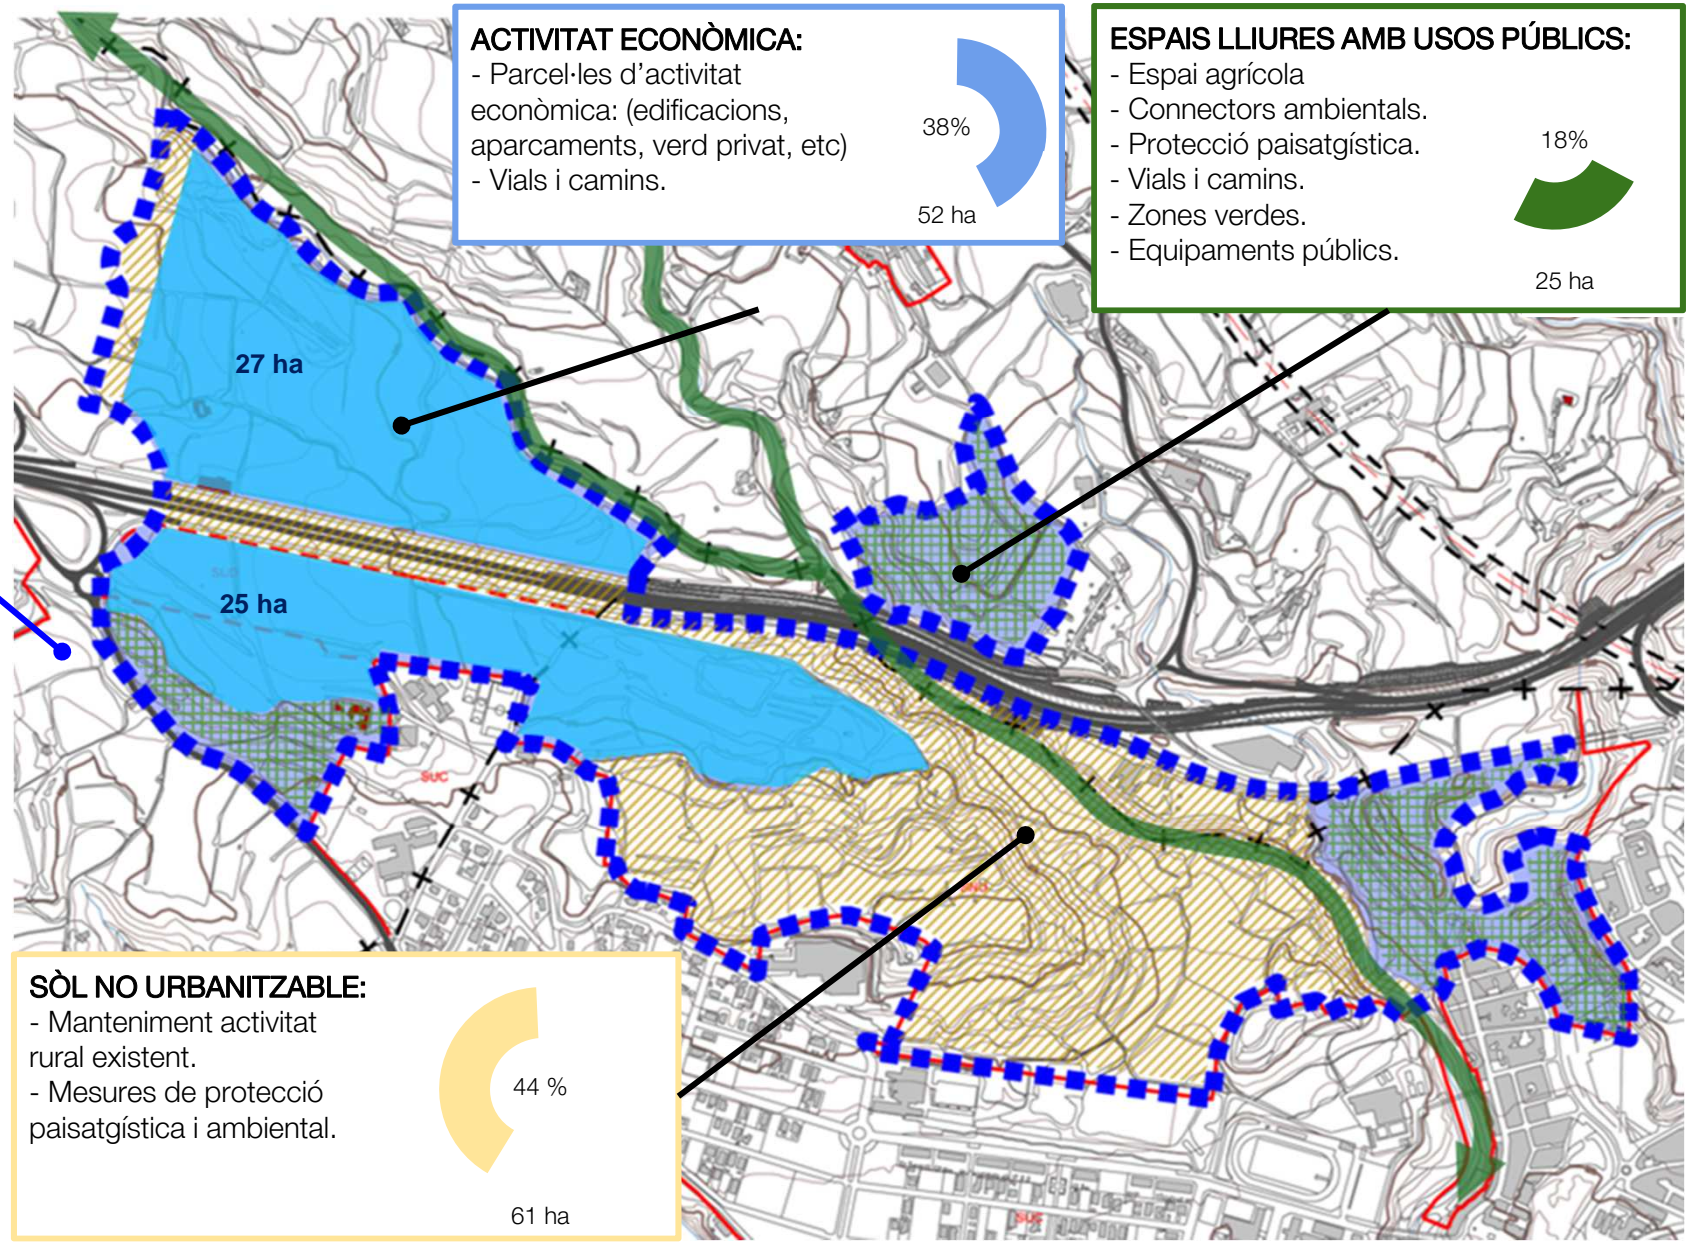 ACTIVITAT ECONÒMICA:
- Parcel·les d'activitat
econòmica: (edificacions,
aparcaments, verd privat, etc)
- Vials i camins.
38%
52 ha
ESPAIS LLIURES AMB USOS PÚBLICS:
- Espai agrícola
- Connectors ambientals.
- Protecció paisatgística.
- Vials i camins.
- Zones verdes.
- Equipaments públics.
18%
25 ha
27 ha
25 ha
SUC
SÒL NO URBANITZABLE:
- Manteniment activitat
rural existent.
- Mesures de protecció
paisatgística i ambiental.
44 %
61 ha
SUC